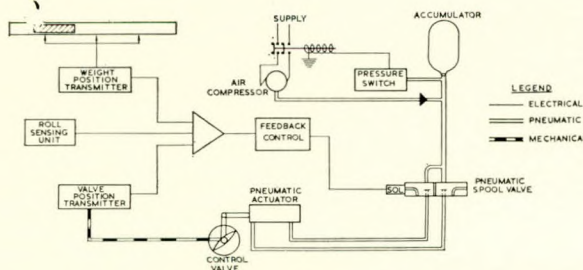 SUPPLY
ACCUMULATOR
WEIGHT
POSITION
TRANSMITTER
AIR
COMPRESSOR
PRESSURE
SWITCH
LEGEND
ELECTRICAL
PNEUMATIC
MECHANICA
ROLL
SENSING
UNIT
FEEDBACK
CONTROL
VALVE
POSITION
TRANSMITTER
PNEUMATIC
ACTUATOR
SOL
PNEUMATIC
SPOOL VALVE
CONTROL
VALVE